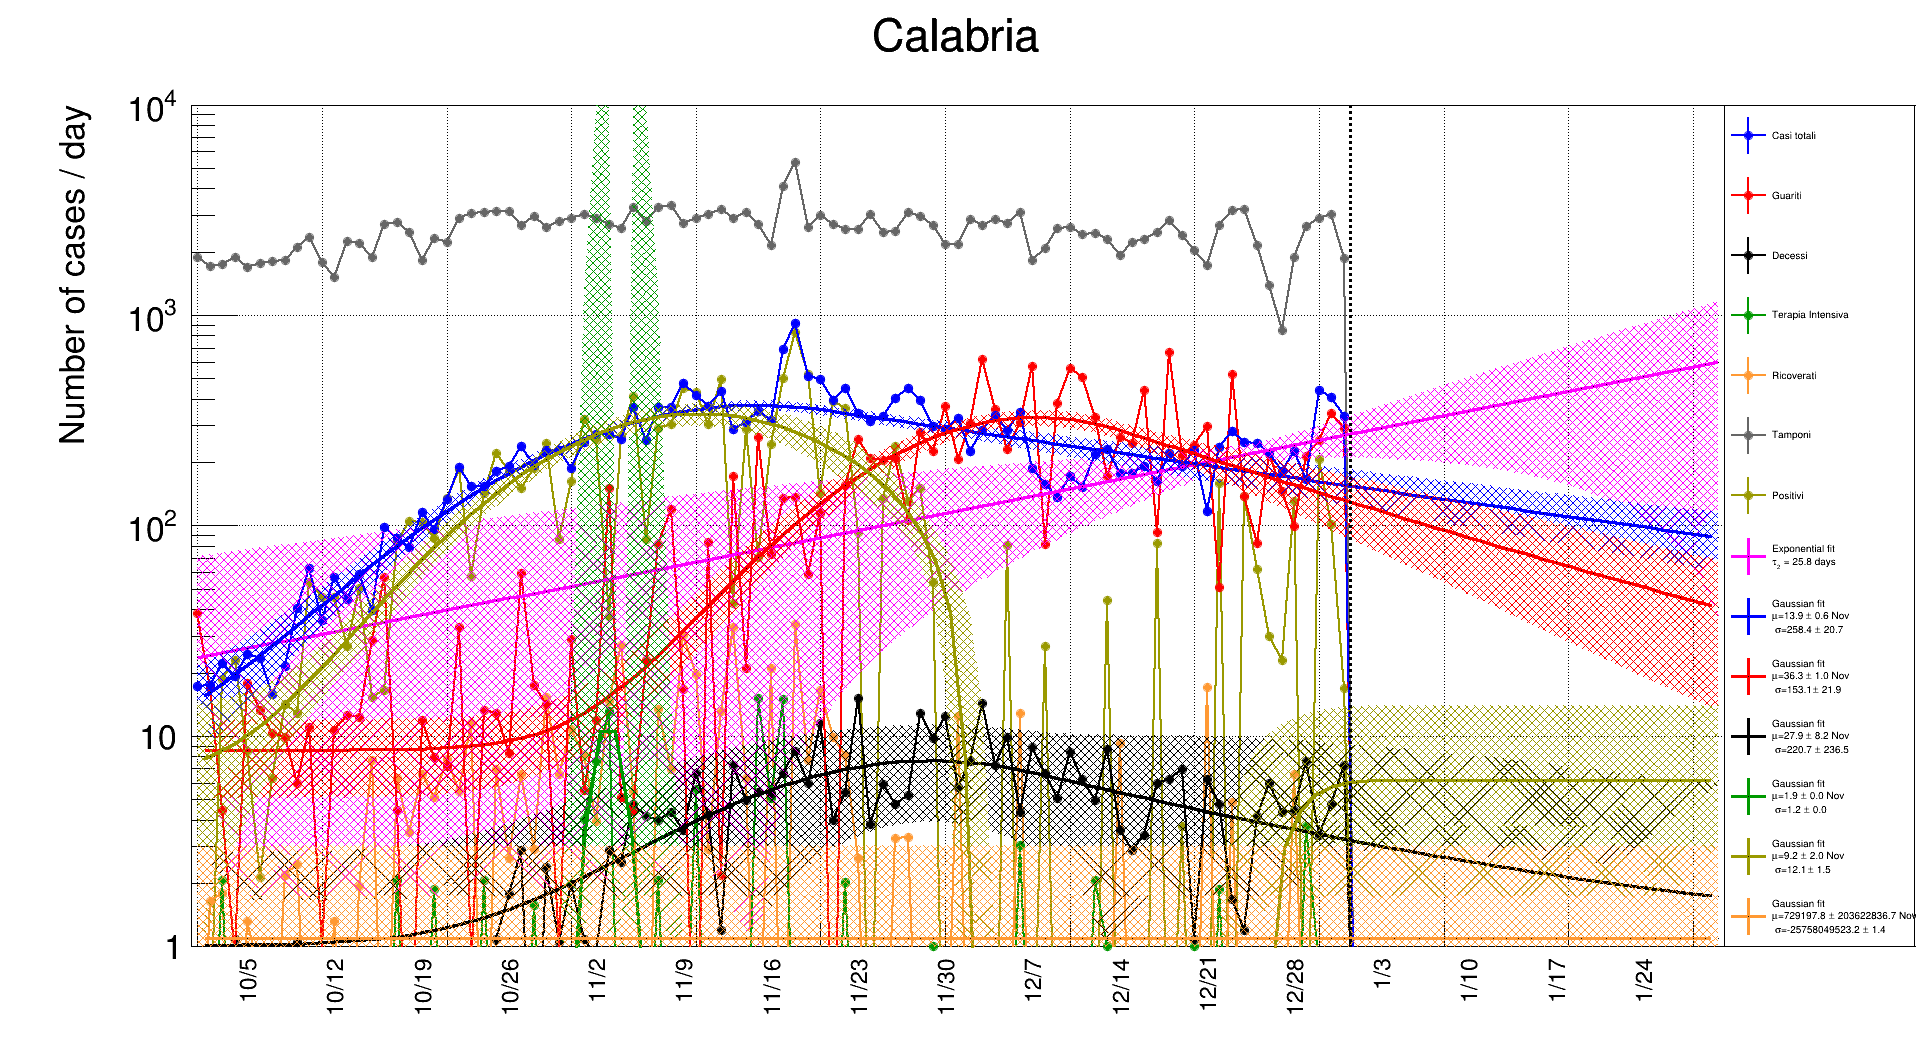 Calabria
Number of cases / day
10^4
10^3
10^2
10
1
10/5
10/12
10/19
10/26
11/2
11/9
11/16
11/23
11/30
12/7
12/14
12/21
12/28
1/3
1/10
1/17
1/24
Casi totali
Guariti
Decessi
Terapia Intensiva
Ricoverati
Tamponi
Positivi
Exponential fit
τ₂ = 25.8 days
Gaussian fit
μ=13.9 ± 0.6 Nov
σ=258.4 ± 20.7
Gaussian fit
μ=36.3 ± 1.0 Nov
σ=153.1± 21.9
Gaussian fit
μ=27.9 ± 8.2 Nov
σ=220.7 ± 236.5
Gaussian fit
μ=1.9 ± 0.0 Nov
σ=1.2 ± 0.0
Gaussian fit
μ=9.2 ± 2.0 Nov
σ=12.1 ± 1.5
Gaussian fit
μ=729197.8 ± 203622836.7 Nov
σ=-25758049523.2 ± 1.4